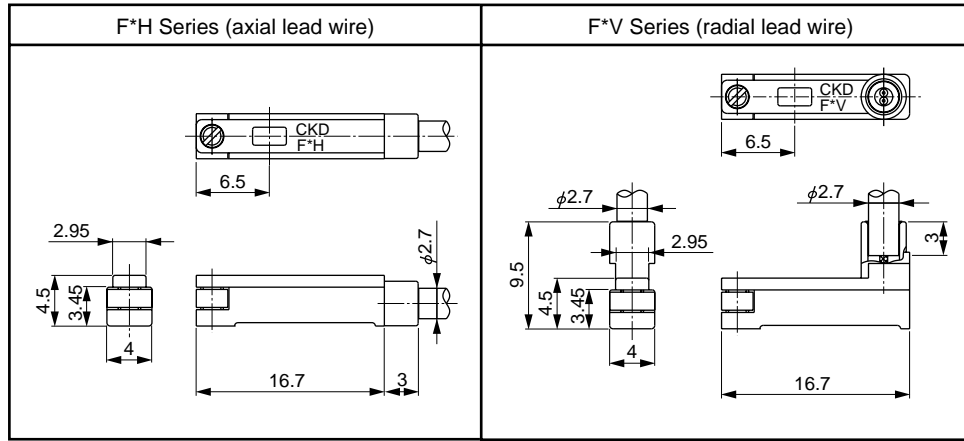 F*H Series (axial lead wire)
F*V Series (radial lead wire)
CKD
F*H
6.5
2.95
4.5
3.45
4
ϕ2.7
16.7
3
CKD
F*V
6.5
ϕ2.7
2.95
9.5
4.5
3.45
4
ϕ2.7
3
16.7